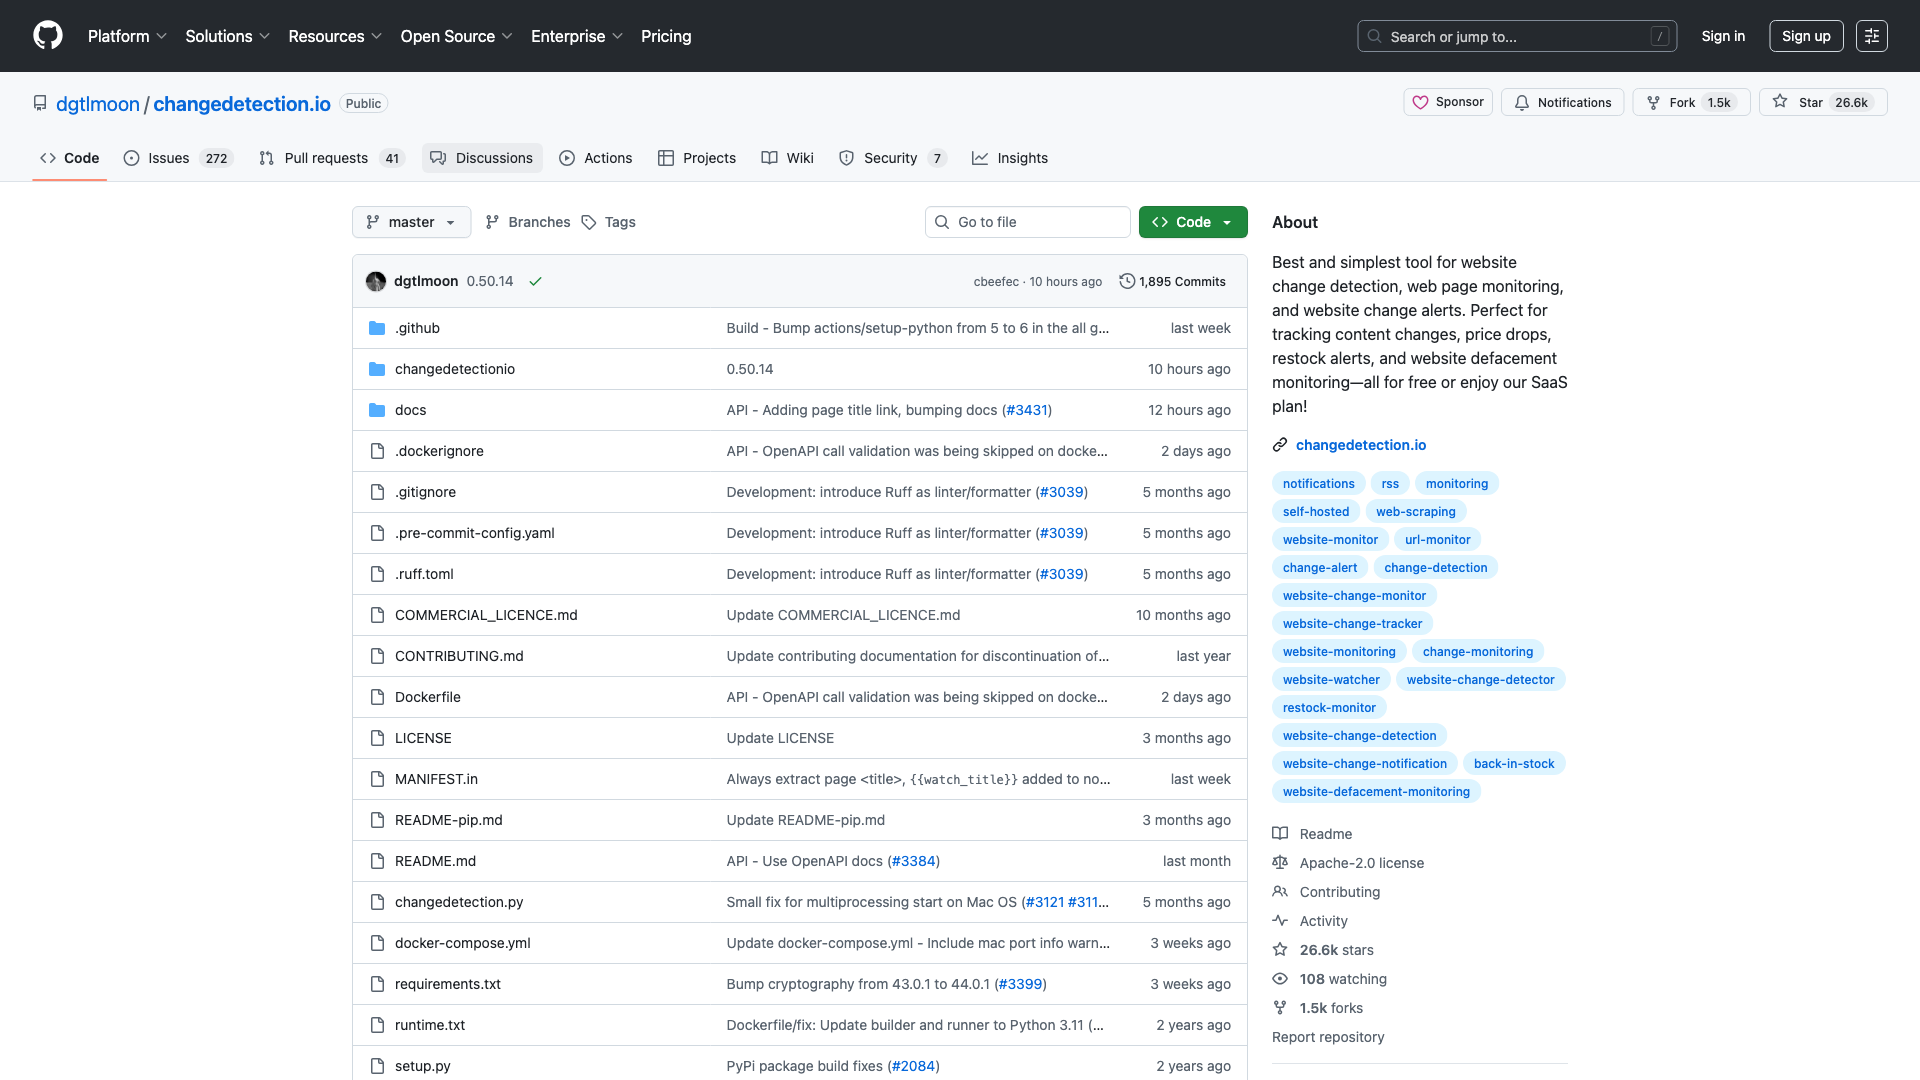 Platform Solutions Resources Open Source Enterprise Pricing Search or jump to... / Sign in Sign up
dgtlmoon / changedetection.io Public Sponsor Notifications Fork 1.5k Star 26.6k
Code Issues 272 Pull requests 41 Discussions Actions Projects Wiki Security 7 Insights
master Branches Tags Go to file Code
dgtlmoon 0.50.14 cbeefec · 10 hours ago 1,895 Commits
.github Build - Bump actions/setup-python from 5 to 6 in the all g... last week
changedetectionio 0.50.14 10 hours ago
docs API - Adding page title link, bumping docs (#3431) 12 hours ago
.dockerignore API - OpenAPI call validation was being skipped on docke... 2 days ago
.gitignore Development: introduce Ruff as linter/formatter (#3039) 5 months ago
.pre-commit-config.yaml Development: introduce Ruff as linter/formatter (#3039) 5 months ago
.ruff.toml Development: introduce Ruff as linter/formatter (#3039) 5 months ago
COMMERCIAL_LICENCE.md Update COMMERCIAL_LICENCE.md 10 months ago
CONTRIBUTING.md Update contributing documentation for discontinuation of... last year
Dockerfile API - OpenAPI call validation was being skipped on docke... 2 days ago
LICENSE Update LICENSE 3 months ago
MANIFEST.in Always extract page <title>, {{watch_title}} added to no... last week
README-pip.md Update README-pip.md 3 months ago
README.md API - Use OpenAPI docs (#3384) last month
changedetection.py Small fix for multiprocessing start on Mac OS (#3121 #311... 5 months ago
docker-compose.yml Update docker-compose.yml - Include mac port info warn... 3 weeks ago
requirements.txt Bump cryptography from 43.0.1 to 44.0.1 (#3399) 3 weeks ago
runtime.txt Dockerfile/fix: Update builder and runner to Python 3.11 (... 2 years ago
setup.py PyPi package build fixes (#2084) 2 years ago
About
Best and simplest tool for website
change detection, web page monitoring,
and website change alerts. Perfect for
tracking content changes, price drops,
restock alerts, and website defacement
monitoring—all for free or enjoy our SaaS
plan!
changedetection.io
notifications rss monitoring
self-hosted web-scraping
website-monitor url-monitor
change-alert change-detection
website-change-monitor
website-change-tracker
website-monitoring change-monitoring
website-watcher website-change-detector
restock-monitor
website-change-detection
website-change-notification back-in-stock
website-defacement-monitoring
Readme
Apache-2.0 license
Contributing
Activity
26.6k stars
108 watching
1.5k forks
Report repository